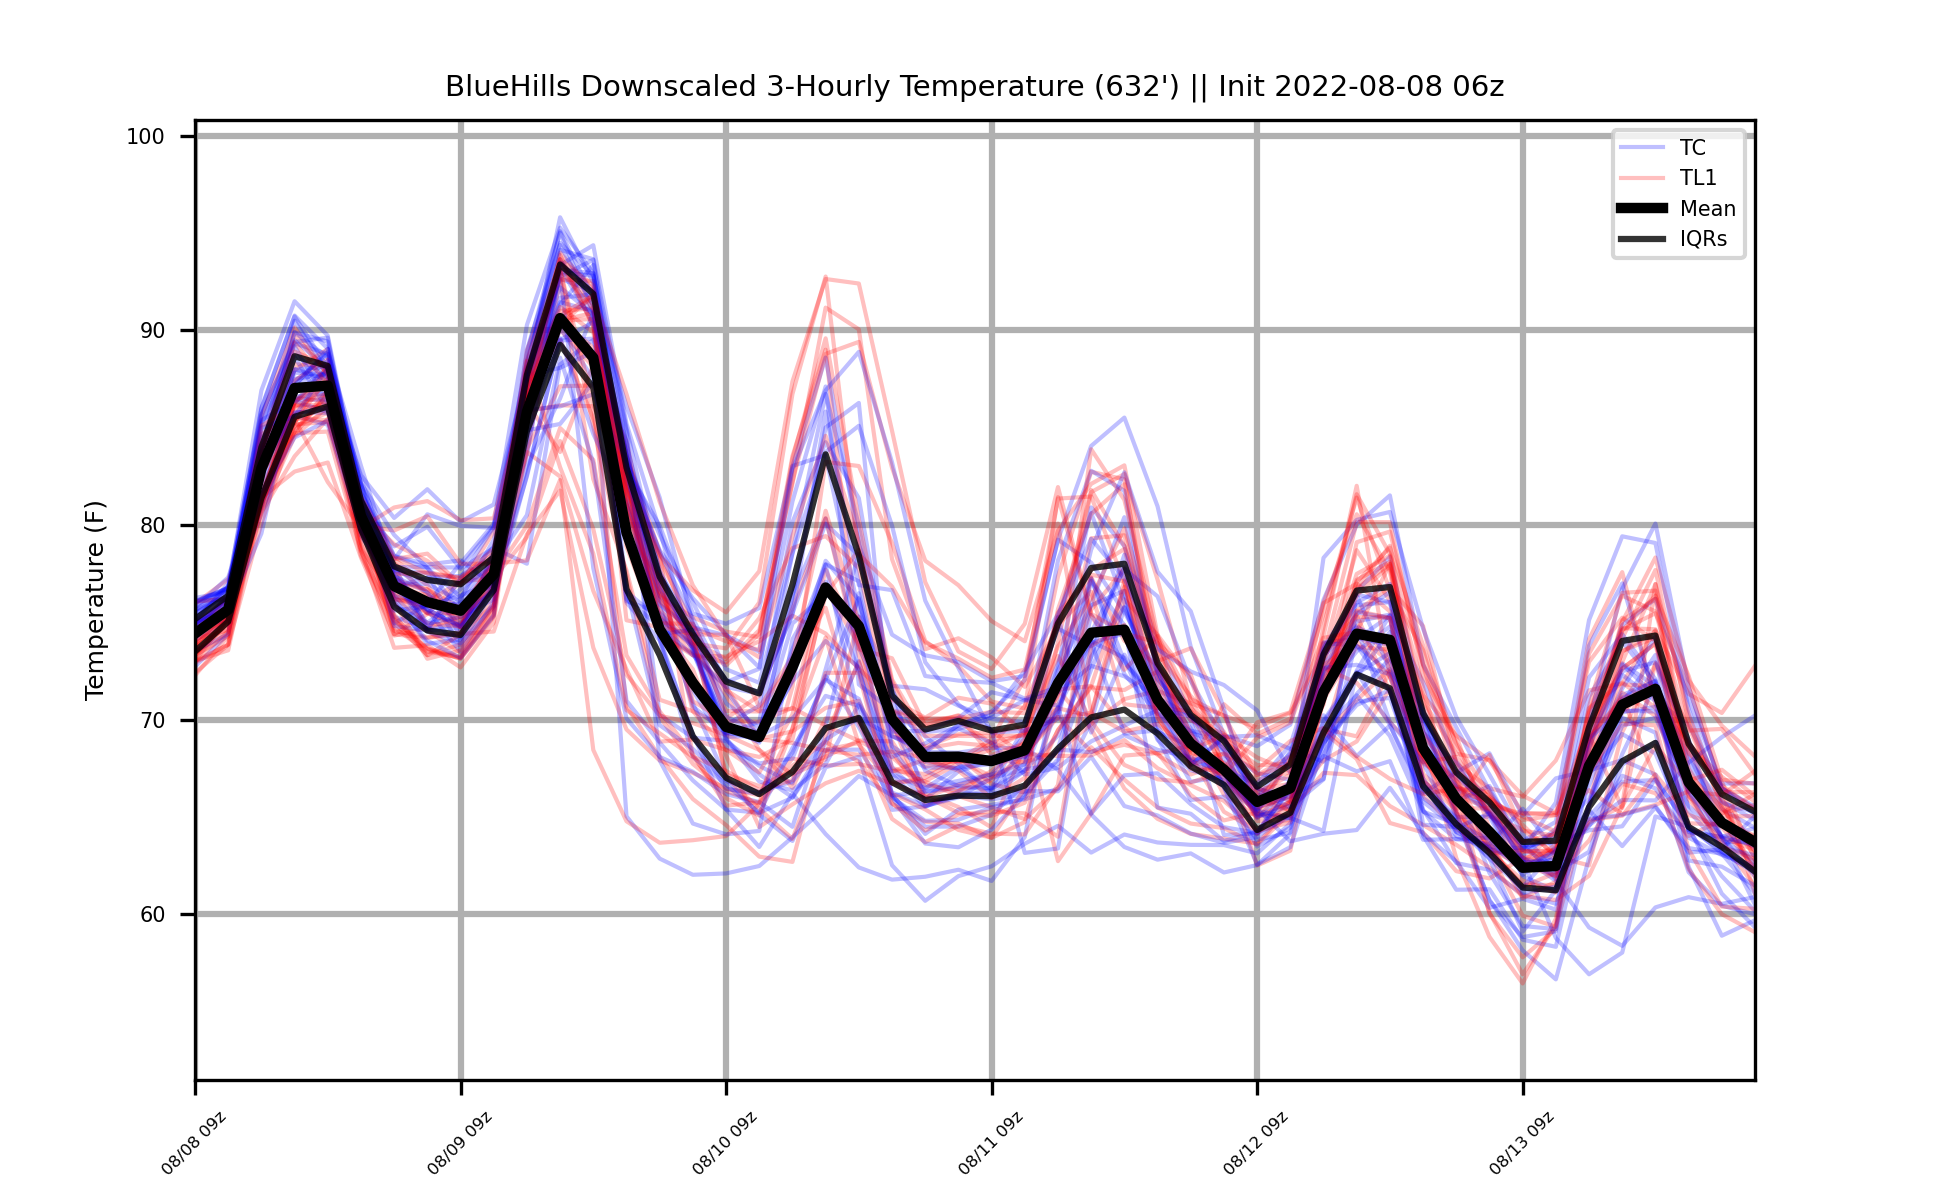 BlueHills Downscaled 3-Hourly Temperature (632') || Init 2022-08-08 06z
TC
TL1
Mean
IQRs
Temperature (F)
100
90
80
70
60
08/08 09z
08/09 09z
08/10 09z
08/11 09z
08/12 09z
08/13 09z